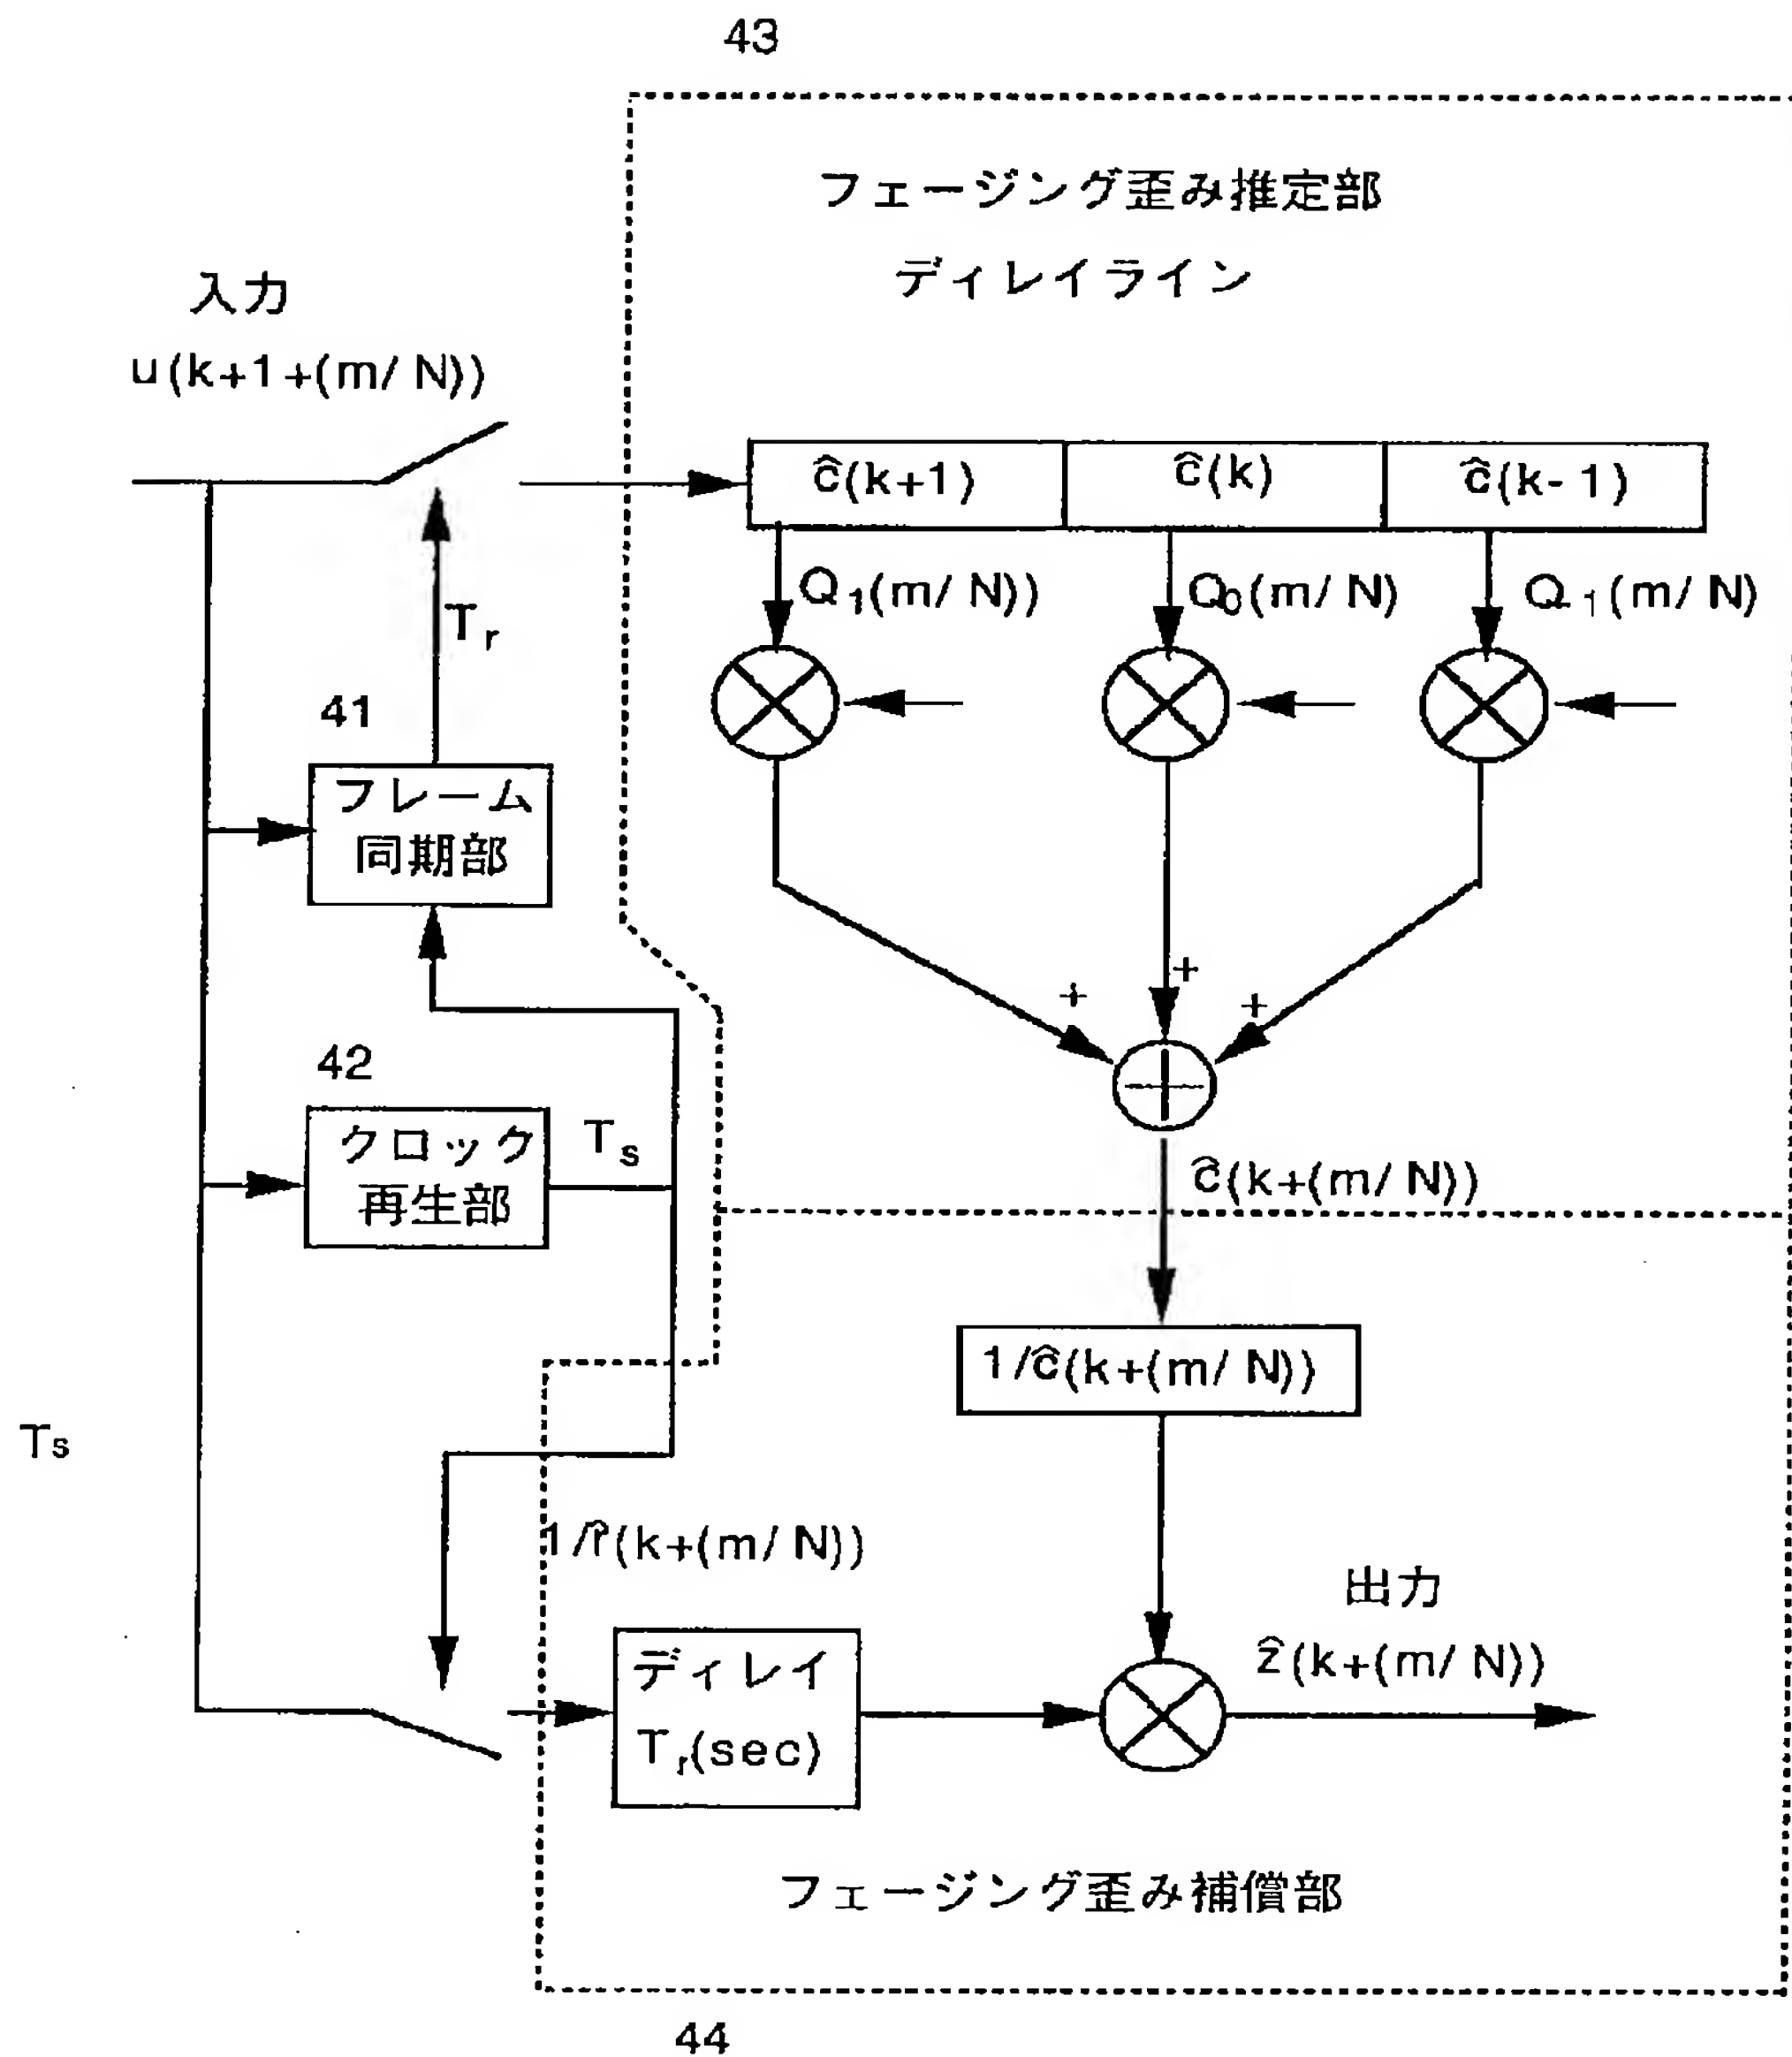 43
フェージング歪み推定部
ディレイライン
入力
u(k+1+(m/N))
ĉ(k+1) ĉ(k) ĉ(k-1)
Q₁(m/N)) Q₀(m/N) Q₋₁(m/N)
Tᵣ
41
フレーム
同期部
+ + +
42
クロック
再生部
Tₛ
ĉ(k+(m/N))
1/ĉ(k+(m/N))
Ts
1/r̂(k+(m/N))
出力
ẑ(k+(m/N))
ディレイ
Tᵣ(sec)
フェージング歪み補償部
44